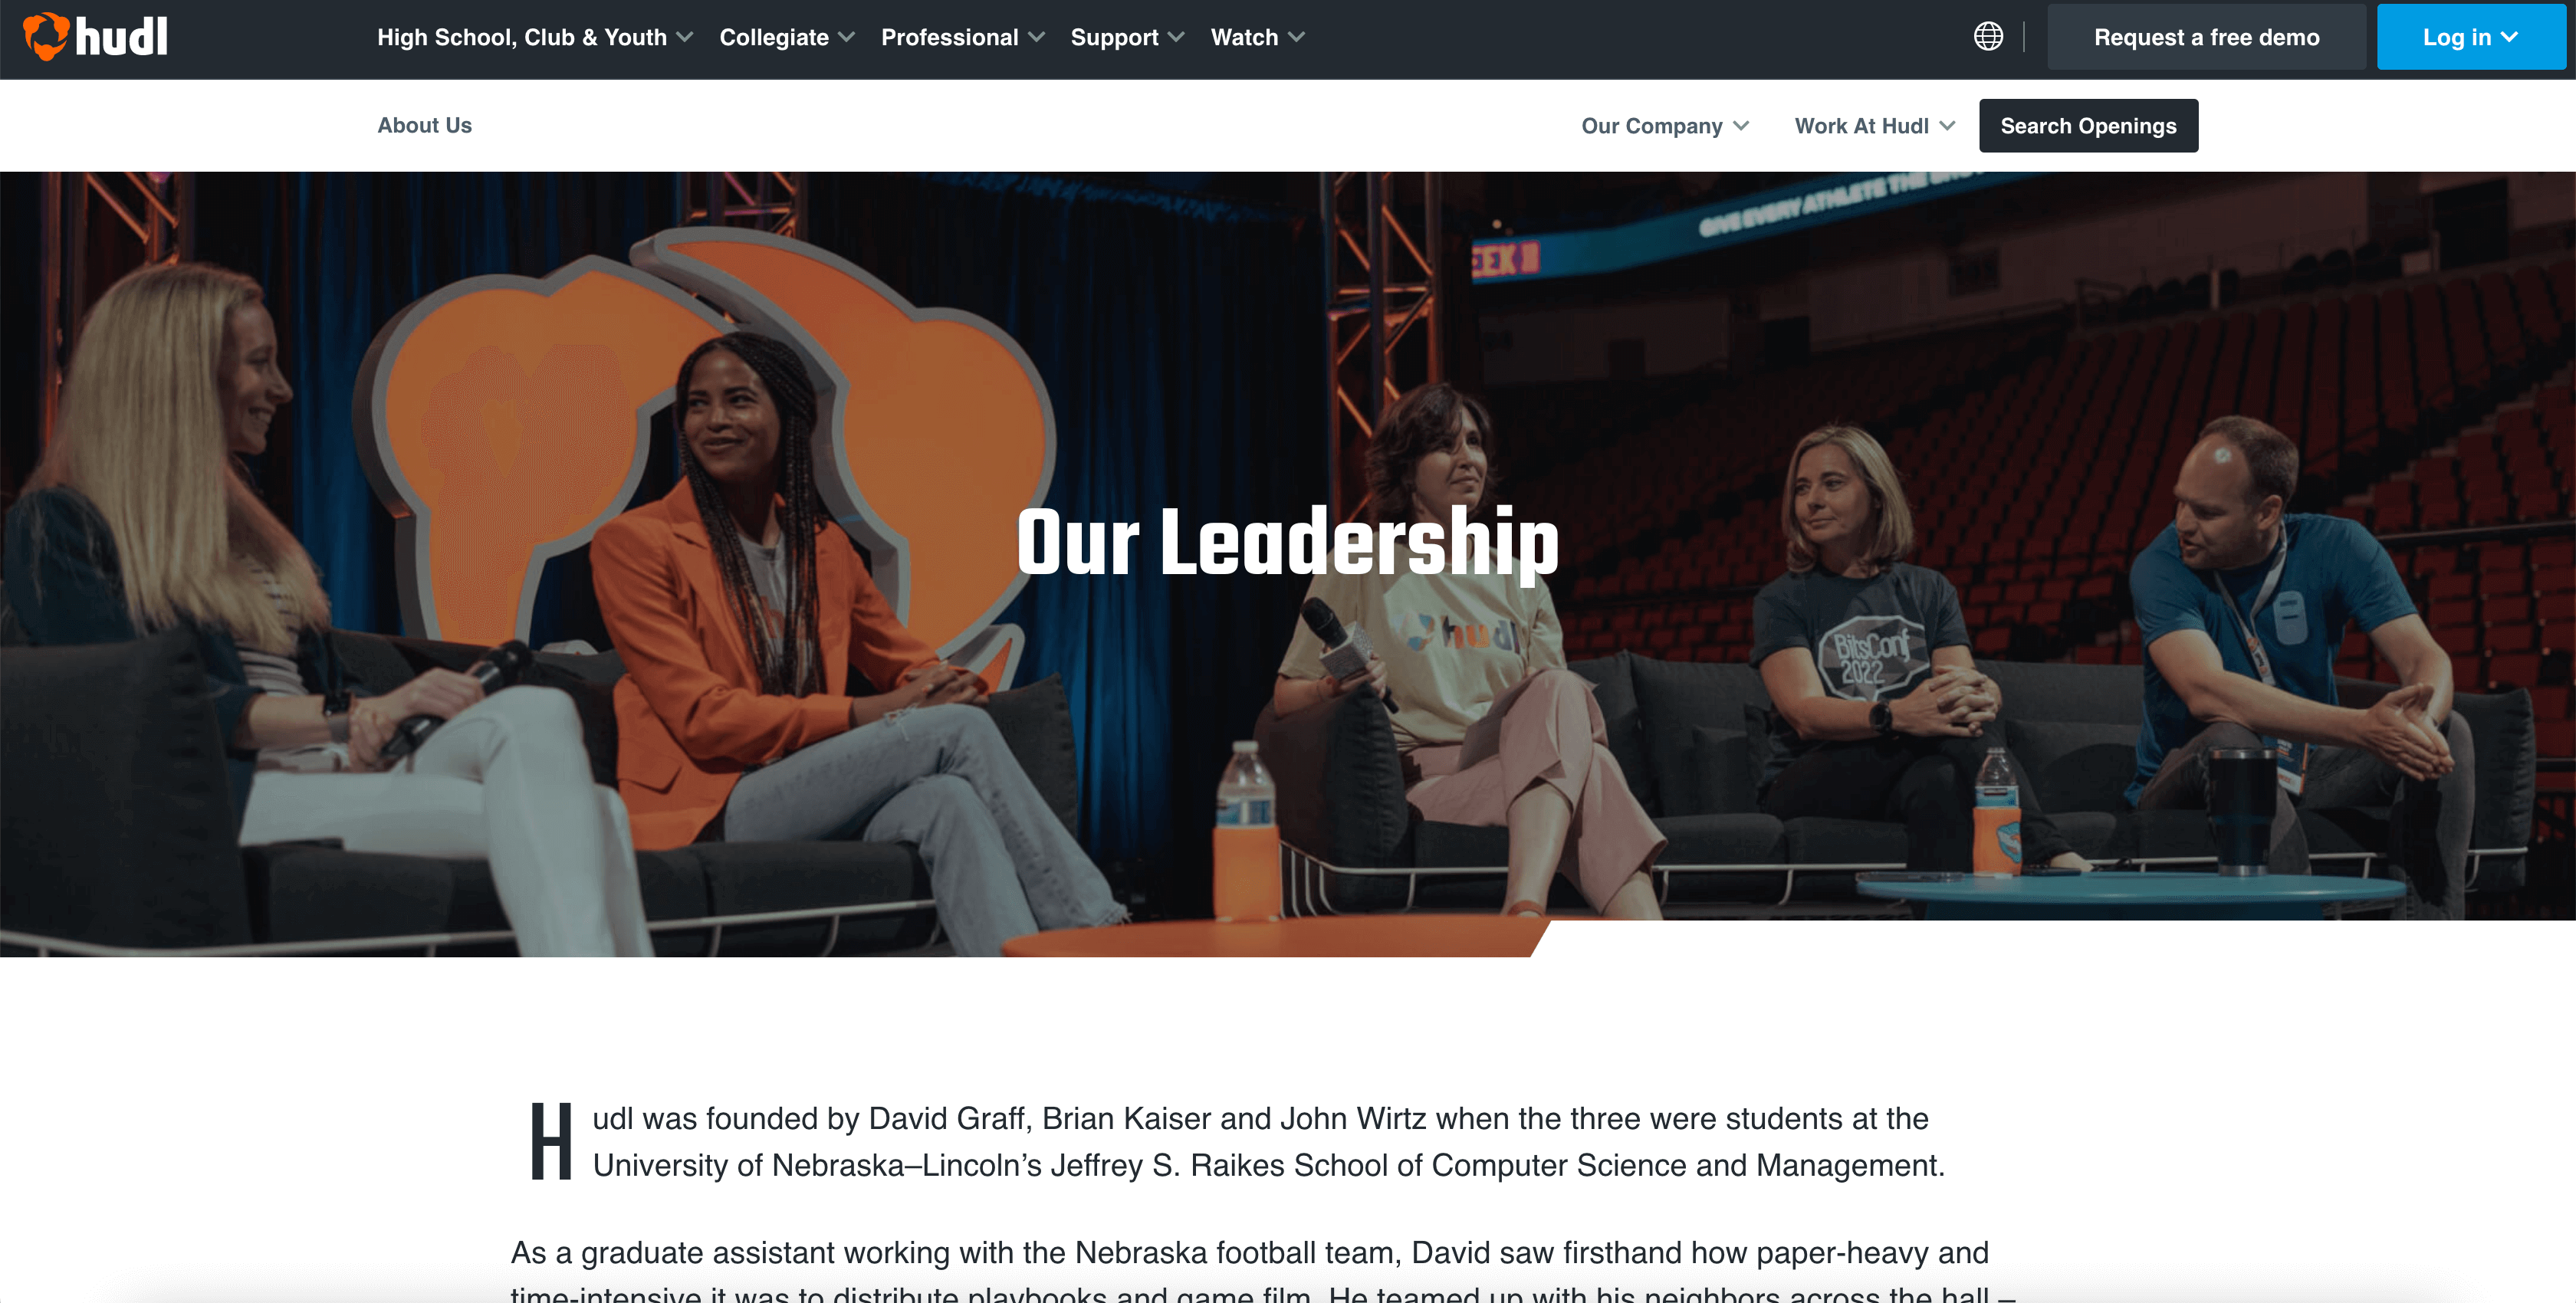 hudl
High School, Club & Youth
Collegiate
Professional
Support
Watch
Request a free demo
Log in
About Us
Our Company
Work At Hudl
Search Openings
GIVE EVERY ATHLETE THE
EEK
Our Leadership
hudl
BitsConf
2022
Hudl was founded by David Graff, Brian Kaiser and John Wirtz when the three were students at the
University of Nebraska–Lincoln’s Jeffrey S. Raikes School of Computer Science and Management.
As a graduate assistant working with the Nebraska football team, David saw firsthand how paper-heavy and
time-intensive it was to distribute playbooks and game film. He teamed up with his neighbors across the hall –